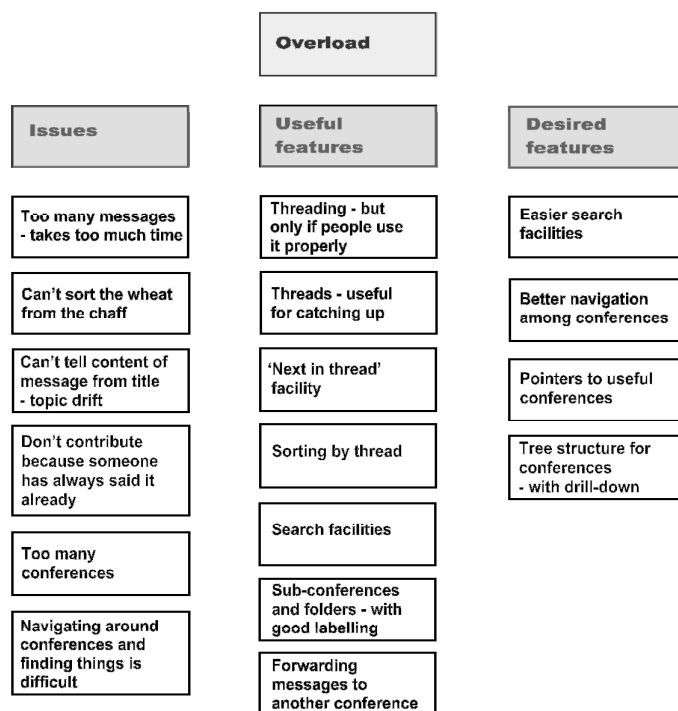 Overload
Issues
Too many messages
- takes too much time
Can't sort the wheat
from the chaff
Can't tell content of
message from title
- topic drift
Don't contribute
because someone
has always said it
already
Too many
conferences
Navigating around
conferences and
finding things is
difficult
Useful
features
Threading - but
only if people use
it properly
Threads - useful
for catching up
‘Next in thread’
facility
Sorting by thread
Search facilities
Sub-conferences
and folders - with
good labelling
Forwarding
messages to
another conference
Desired
features
Easier search
facilities
Better navigation
among conferences
Pointers to useful
conferences
Tree structure for
conferences
- with drill-down